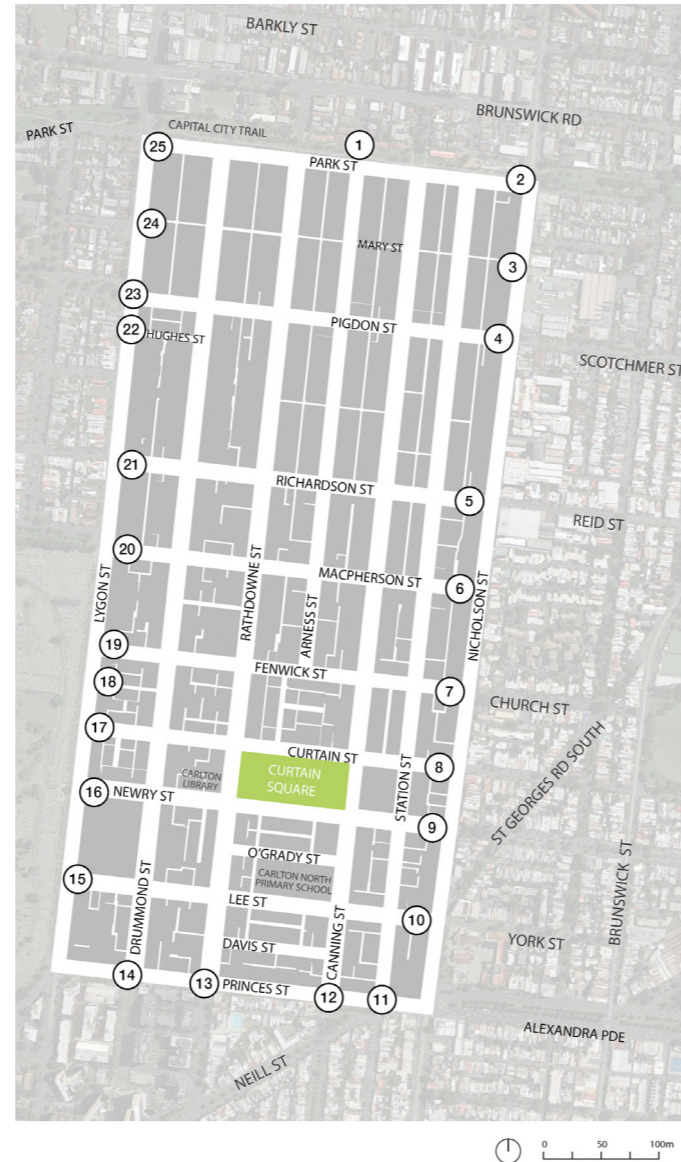 BARKLY ST
BRUNSWICK RD
PARK ST
CAPITAL CITY TRAIL
25
1
PARK ST
2
24
MARY ST
3
23
PIGDON ST
22
HUGHES ST
4
SCOTCHMER ST
21
RICHARDSON ST
5
REID ST
20
MACPHERSON ST
6
LYGON ST
RATHDOWNE ST
ARNESS ST
NICHOLSON ST
19
FENWICK ST
18
7
CHURCH ST
17
CURTAIN ST
8
CARLTON
LIBRARY
CURTAIN
SQUARE
STATION ST
ST GEORGES RD SOUTH
16
NEWRY ST
9
O'GRADY ST
BRUNSWICK ST
15
DRUMMOND ST
CARLTON NORTH
PRIMARY SCHOOL
LEE ST
10
CANNING ST
DAVIS ST
YORK ST
14
13
PRINCES ST
12
11
ALEXANDRA PDE
NEILL ST
0 50 100m